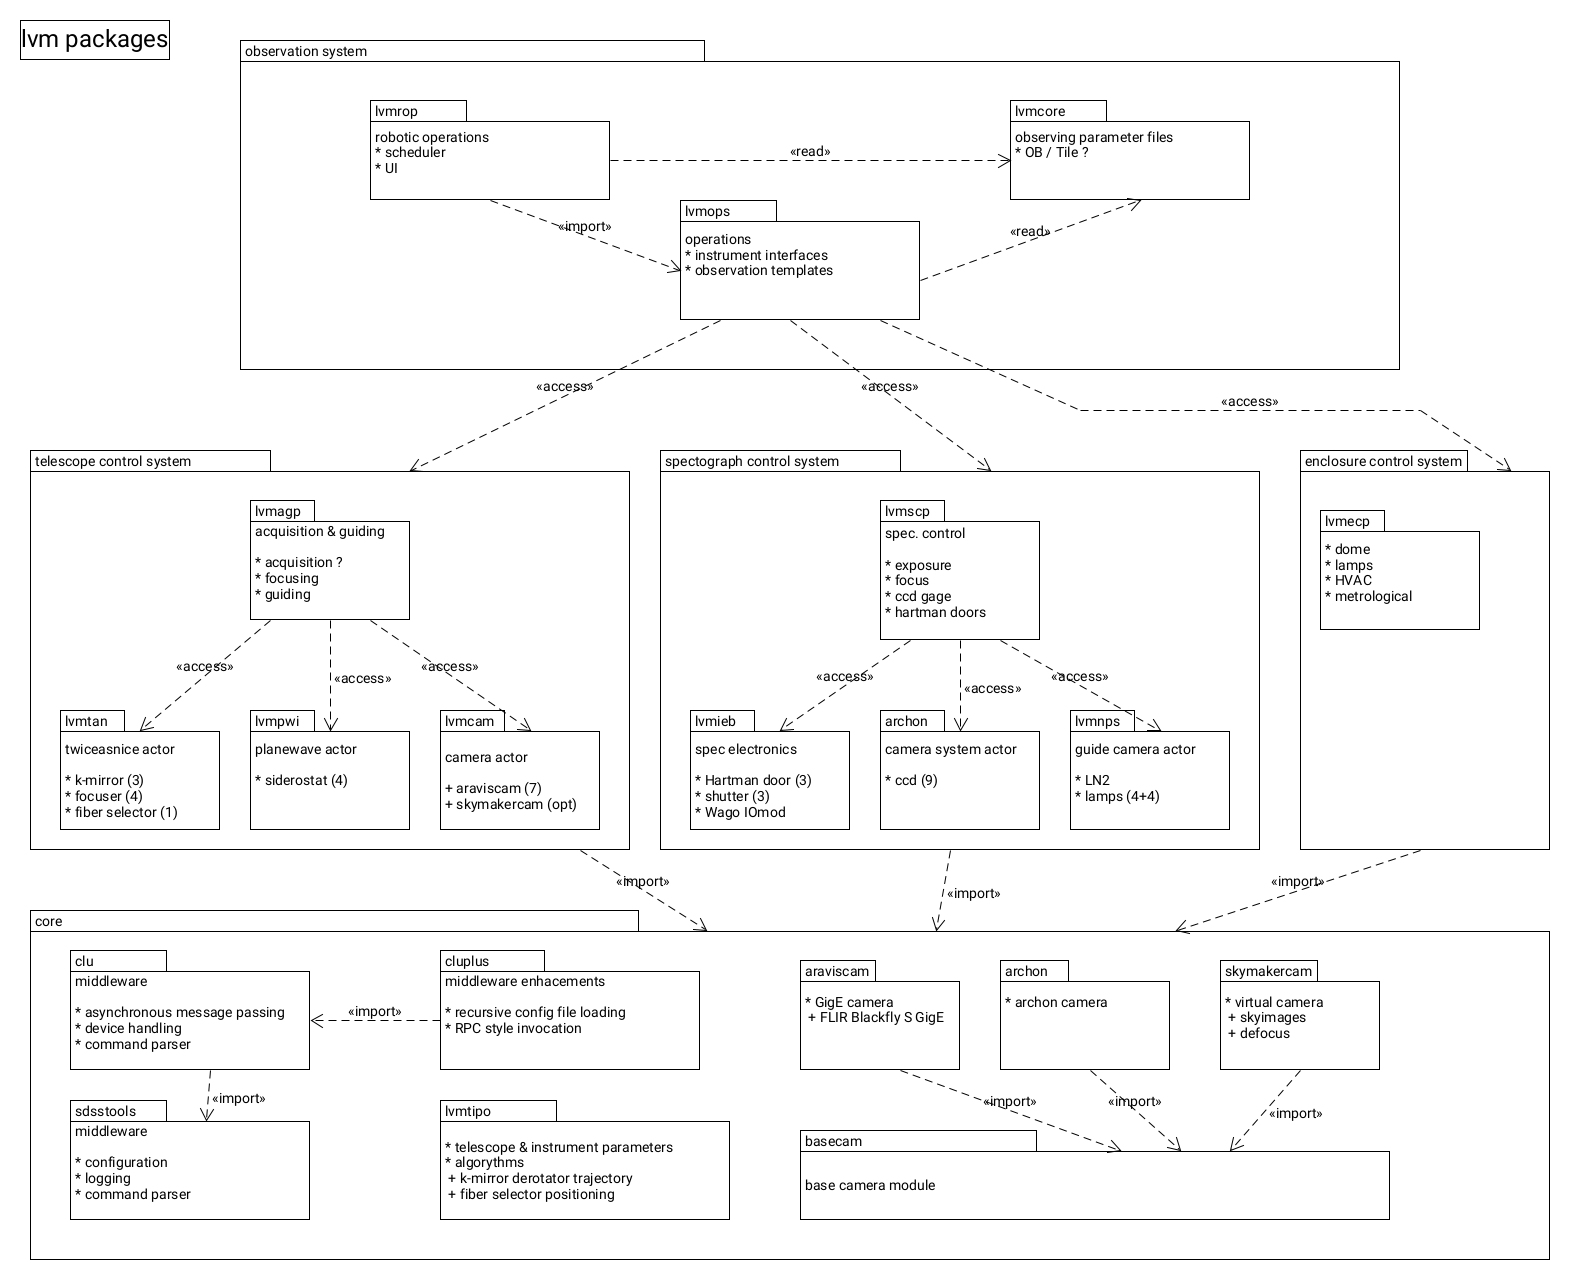 lvm packages
observation system
lvmrop
robotic operations
* scheduler
* UI
«read»
lvmcore
observing parameter files
* OB / Tile ?
«import»
lvmops
operations
* instrument interfaces
* observation templates
«read»
«access»
«access»
«access»
telescope control system
lvmagp
acquisition & guiding
* acquisition ?
* focusing
* guiding
«access»
«access»
«access»
lvmtan
twiceasnice actor
* k-mirror (3)
* focuser (4)
* fiber selector (1)
lvmpwi
planewave actor
* siderostat (4)
lvmcam
camera actor
+ araviscam (7)
+ skymakercam (opt)
spectograph control system
lvmscp
spec. control
* exposure
* focus
* ccd gage
* hartman doors
«access»
«access»
«access»
lvmieb
spec electronics
* Hartman door (3)
* shutter (3)
* Wago IOmod
archon
camera system actor
* ccd (9)
lvmnps
guide camera actor
* LN2
* lamps (4+4)
enclosure control system
lvmecp
* dome
* lamps
* HVAC
* metrological
«import»
«import»
«import»
core
clu
middleware
* asynchronous message passing
* device handling
* command parser
«import»
cluplus
middleware enhacements
* recursive config file loading
* RPC style invocation
«import»
sdsstools
middleware
* configuration
* logging
* command parser
lvmtipo
* telescope & instrument parameters
* algorythms
+ k-mirror derotator trajectory
+ fiber selector positioning
araviscam
* GigE camera
+ FLIR Blackfly S GigE
archon
* archon camera
skymakercam
* virtual camera
+ skyimages
+ defocus
«import»
«import»
«import»
basecam
base camera module